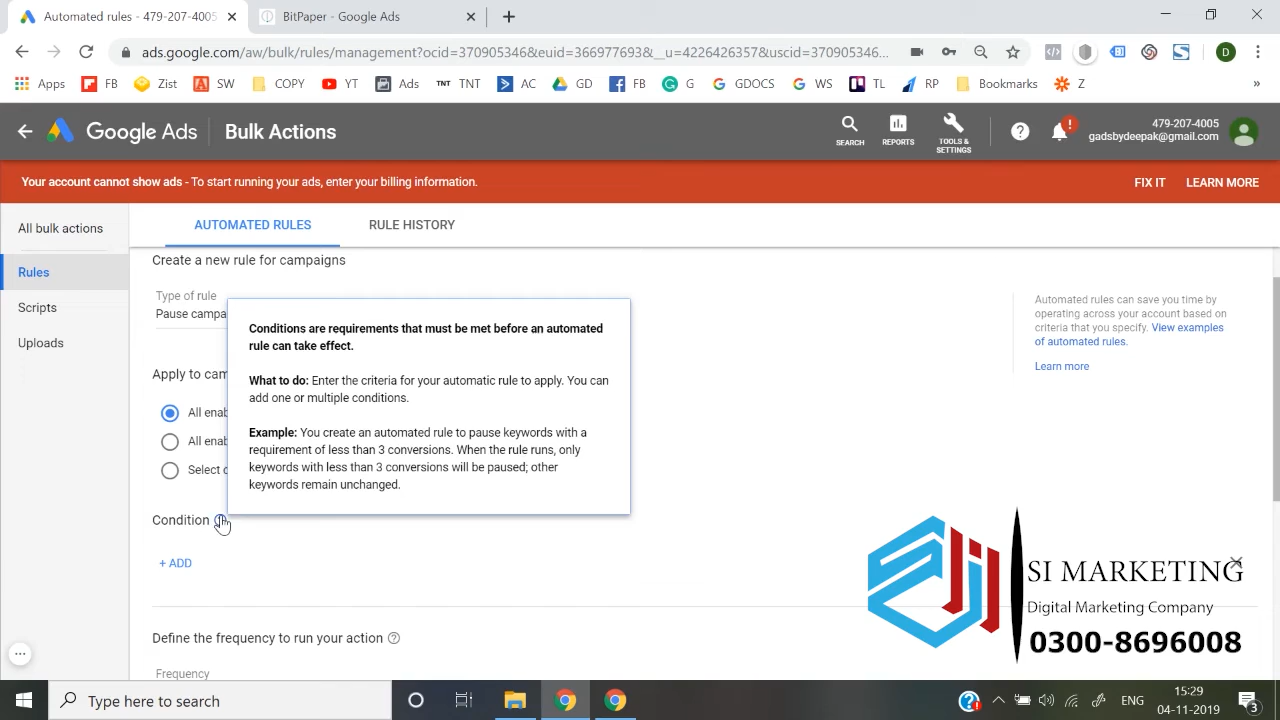 Automated rules - 479-207-4005
BitPaper - Google Ads
ads.google.com/aw/bulk/rules/management?ocid=370905346&euid=366977693&__u=4226426357&uscid=370905346...
Apps FB Zist SW COPY YT Ads TNT TNT AC GD FB G GDOCS WS TL RP Bookmarks Z »
Google Ads Bulk Actions
SEARCH REPORTS TOOLS & SETTINGS
479-207-4005
gadsbydeepak@gmail.com
Your account cannot show ads - To start running your ads, enter your billing information.
FIX IT LEARN MORE
All bulk actions
Rules
Scripts
Uploads
AUTOMATED RULES RULE HISTORY
Create a new rule for campaigns
Type of rule
Pause campa
Conditions are requirements that must be met before an automated
rule can take effect.
What to do: Enter the criteria for your automatic rule to apply. You can
add one or multiple conditions.
Example: You create an automated rule to pause keywords with a
requirement of less than 3 conversions. When the rule runs, only
keywords with less than 3 conversions will be paused; other
keywords remain unchanged.
Apply to cam
All enab
All enab
Select c
Condition
+ ADD
Define the frequency to run your action
Frequency
Automated rules can save you time by
operating across your account based on
criteria that you specify. View examples
of automated rules.
Learn more
SI MARKETING
Digital Marketing Company
0300-8696008
Type here to search
ENG
15:29
04-11-2019
3